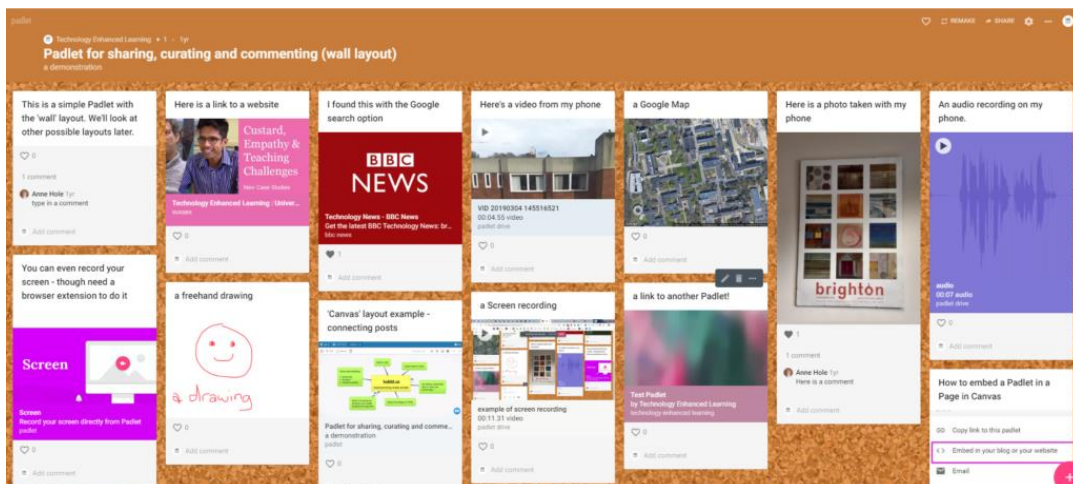 padlet
REMAKE
SHARE
Technology Enhanced Learning + 1 - 1yr
Padlet for sharing, curating and commenting (wall layout)
a demonstration
This is a simple Padlet with
the 'wall' layout. We'll look at
other possible layouts later.
0
1 comment
Anne Hole 1yr
type in a comment
Add comment
You can even record your
screen - though need a
browser extension to do it
Screen
Screen
Record your screen directly from Padlet
padlet
0
Add comment
Here is a link to a website
Custard,
Empathy &
Teaching
Challenges
New Case Studies
Technology Enhanced Learning : Univer...
sussex
0
Add comment
a freehand drawing
a drawing
0
Add comment
I found this with the Google
search option
BBC
NEWS
Technology News - BBC News
Get the latest BBC Technology News: br...
bbc news
1
Add comment
'Canvas' layout example -
connecting posts
Padlet for sharing, curating and comme...
a demonstration
padlet
0
Here's a video from my phone
VID 20190304 145516521
00:04.55 video
padlet drive
0
Add comment
a Screen recording
example of screen recording
00:11.31 video
padlet drive
0
Add comment
a Google Map
0
Add comment
a link to another Padlet!
Test Padlet
by Technology Enhanced Learning
technology enhanced learning
0
Add comment
Here is a photo taken with my
phone
brighton
1
1 comment
Anne Hole 1yr
Here is a comment
Add comment
An audio recording on my
phone.
audio
00:07 audio
padlet drive
0
Add comment
How to embed a Padlet in a
Page in Canvas
Copy link to this padlet
Embed in your blog or your website
Email